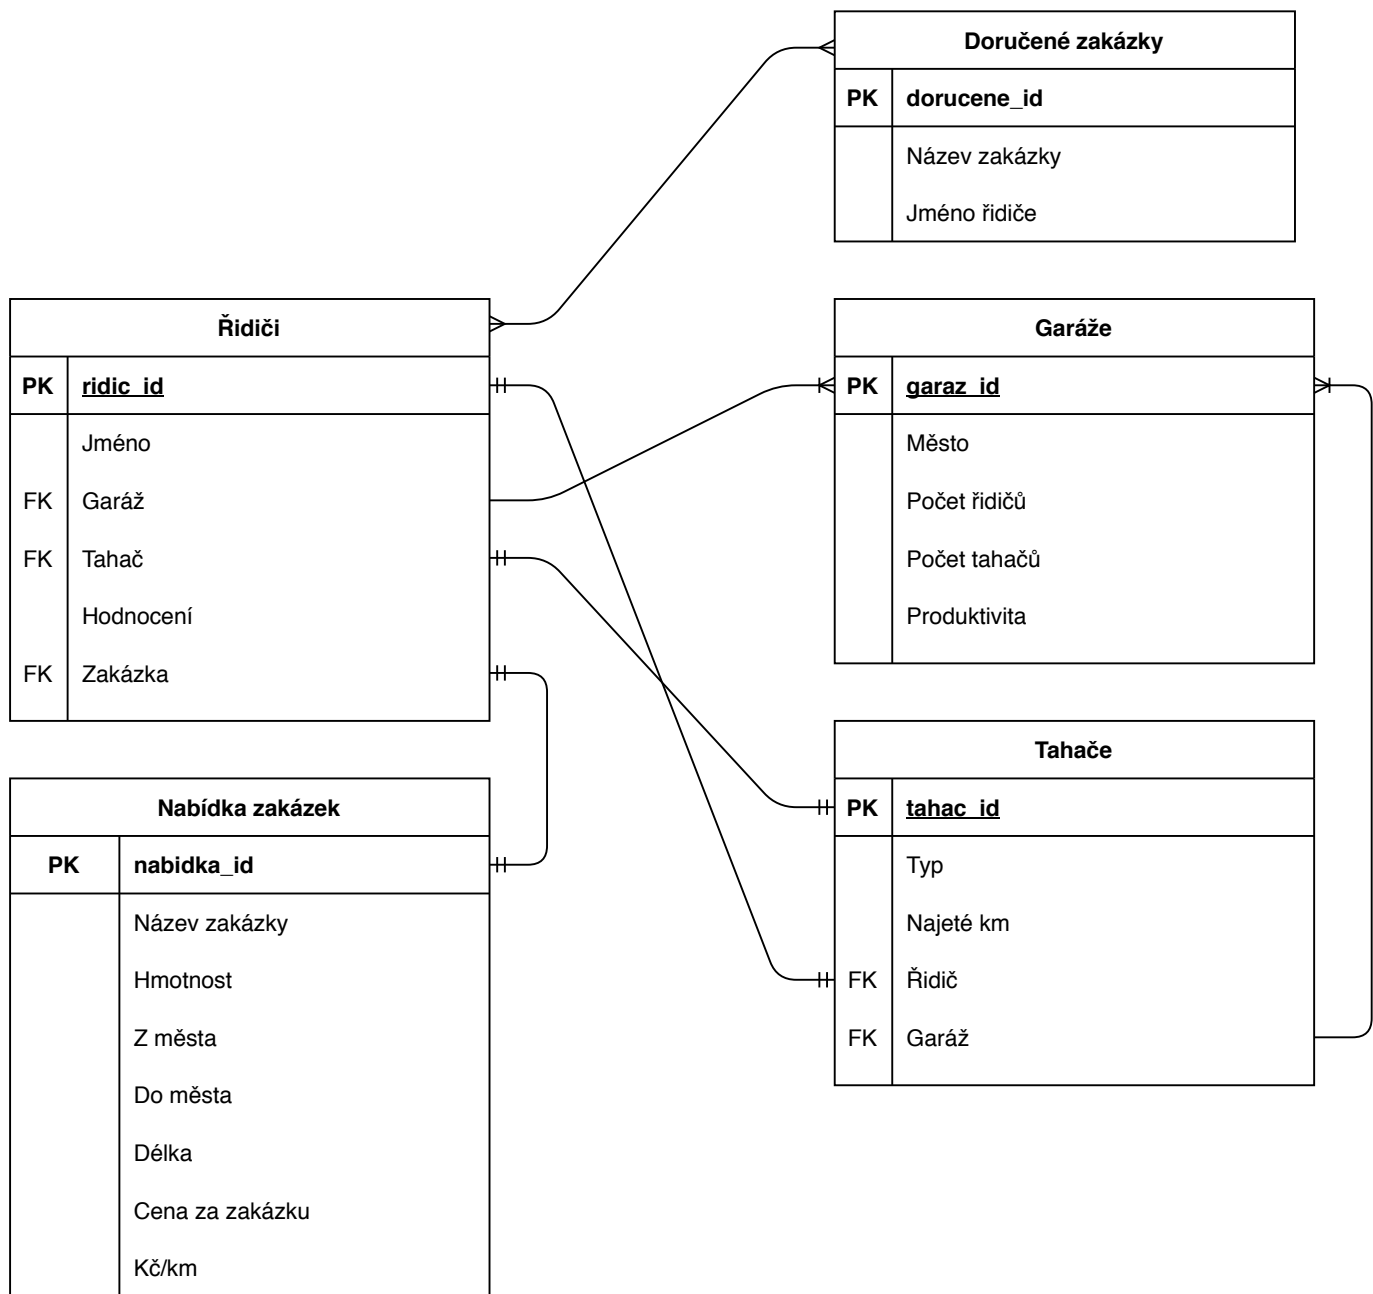 Doručené zakázky
PK dorucene_id
Název zakázky
Jméno řidiče
Řidiči
PK ridic_id
Jméno
FK Garáž
FK Tahač
Hodnocení
FK Zakázka
Garáže
PK garaz_id
Město
Počet řidičů
Počet tahačů
Produktivita
Nabídka zakázek
PK nabidka_id
Název zakázky
Hmotnost
Z města
Do města
Délka
Cena za zakázku
Kč/km
Tahače
PK tahac_id
Typ
Najeté km
FK Řidič
FK Garáž